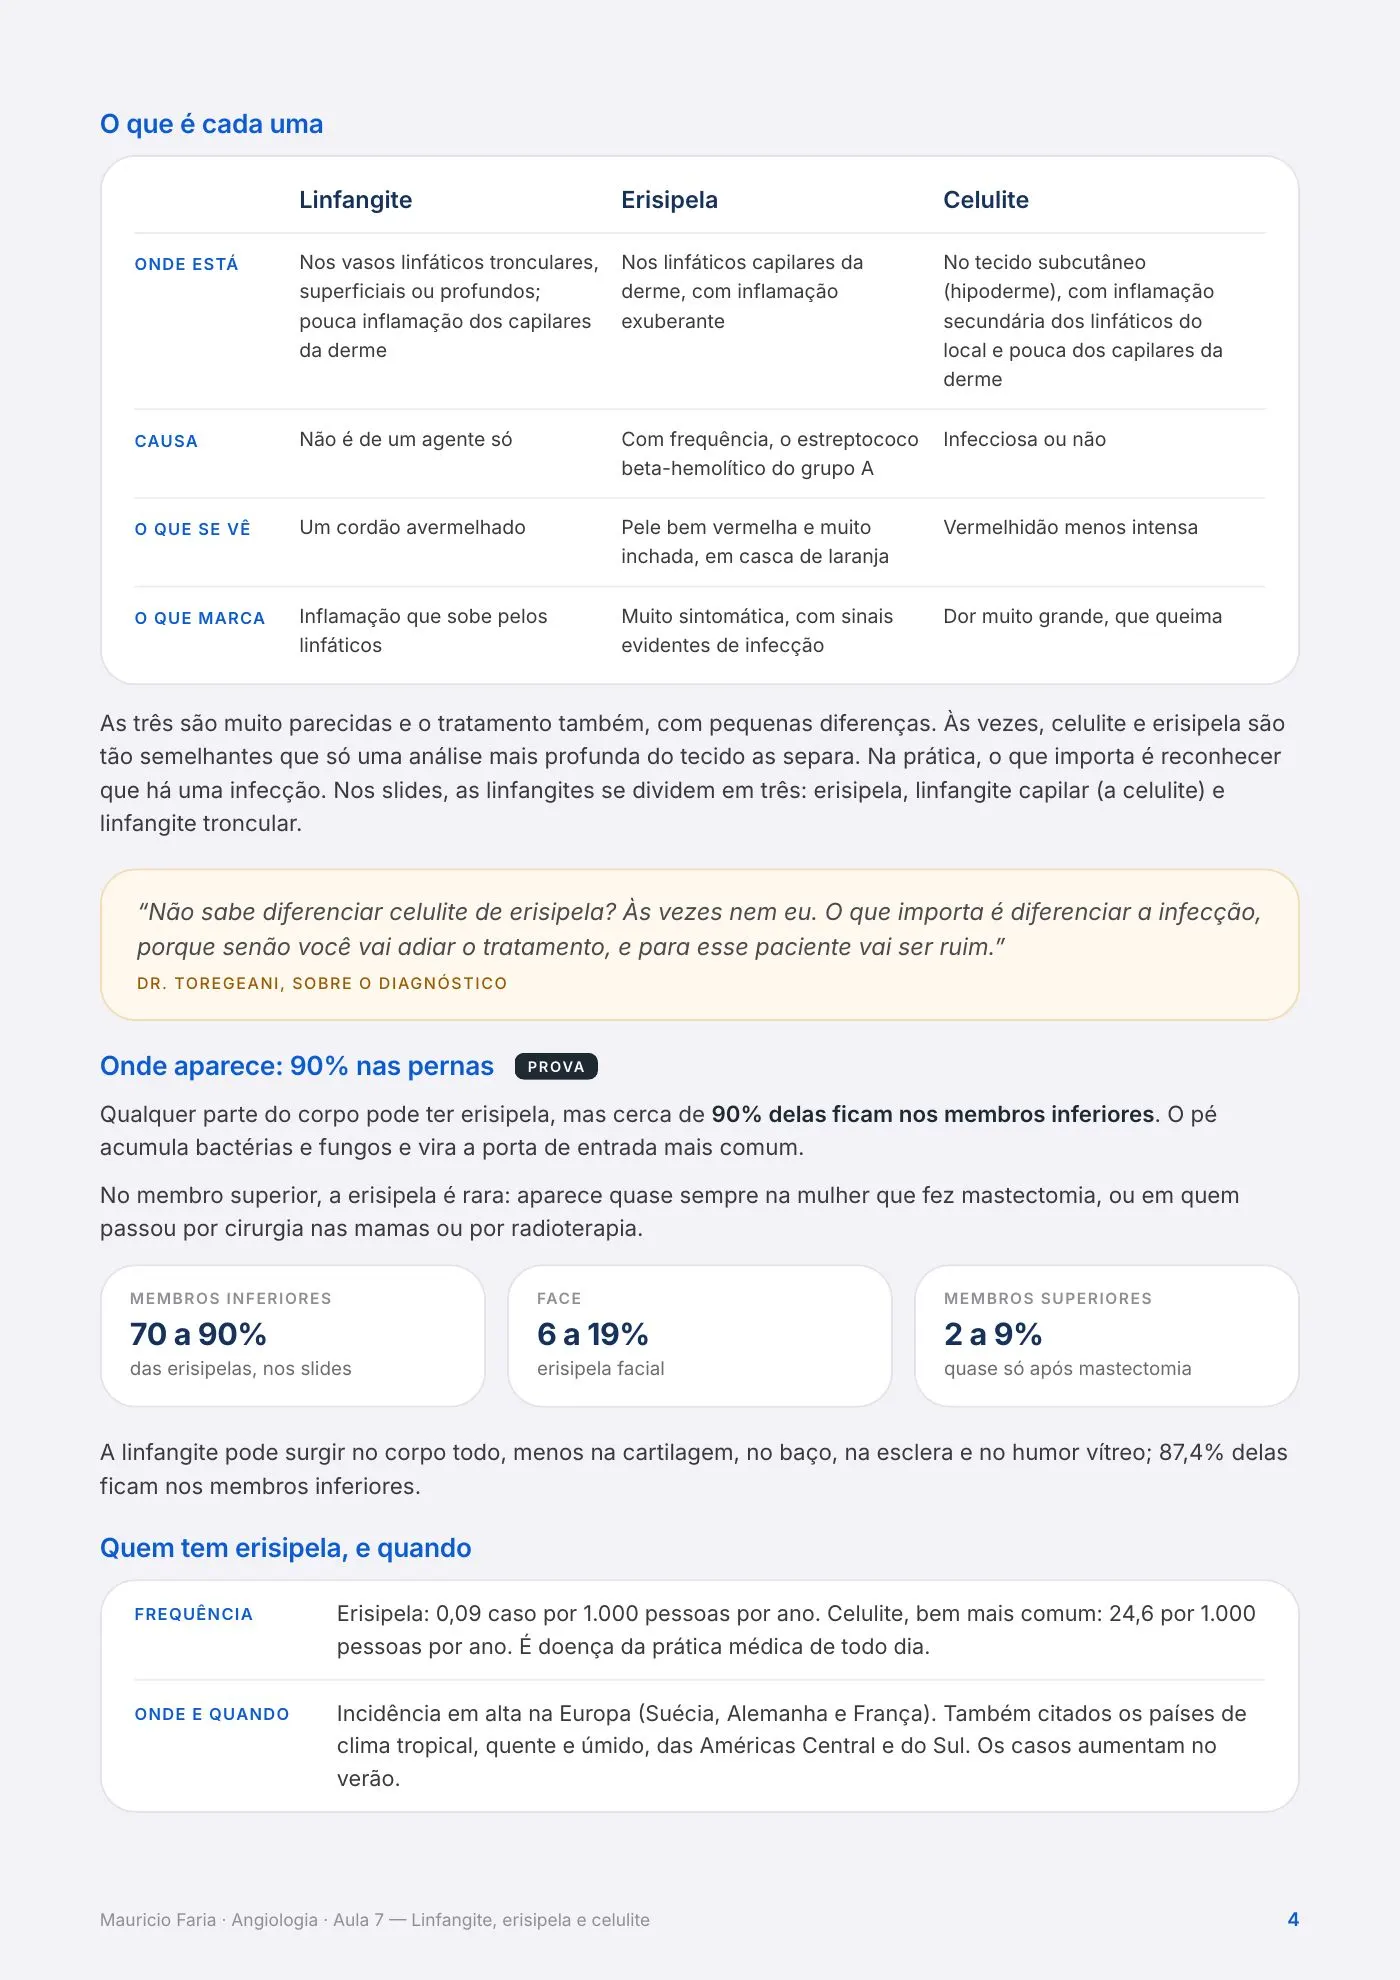 O que é cada uma
Linfangite Erisipela Celulite
ONDE ESTÁ
Nos vasos linfáticos tronculares,
superficiais ou profundos;
pouca inflamação dos capilares
da derme
Nos linfáticos capilares da
derme, com inflamação
exuberante
No tecido subcutâneo
(hipoderme), com inflamação
secundária dos linfáticos do
local e pouca dos capilares da
derme
CAUSA
Não é de um agente só
Com frequência, o estreptococo
beta-hemolítico do grupo A
Infecciosa ou não
O QUE SE VÊ
Um cordão avermelhado
Pele bem vermelha e muito
inchada, em casca de laranja
Vermelhidão menos intensa
O QUE MARCA
Inflamação que sobe pelos
linfáticos
Muito sintomática, com sinais
evidentes de infecção
Dor muito grande, que queima
As três são muito parecidas e o tratamento também, com pequenas diferenças. Às vezes, celulite e erisipela são
tão semelhantes que só uma análise mais profunda do tecido as separa. Na prática, o que importa é reconhecer
que há uma infecção. Nos slides, as linfangites se dividem em três: erisipela, linfangite capilar (a celulite) e
linfangite troncular.
“Não sabe diferenciar celulite de erisipela? Às vezes nem eu. O que importa é diferenciar a infecção,
porque senão você vai adiar o tratamento, e para esse paciente vai ser ruim.”
DR. TOREGEANI, SOBRE O DIAGNÓSTICO
Onde aparece: 90% nas pernas PROVA
Qualquer parte do corpo pode ter erisipela, mas cerca de 90% delas ficam nos membros inferiores. O pé
acumula bactérias e fungos e vira a porta de entrada mais comum.
No membro superior, a erisipela é rara: aparece quase sempre na mulher que fez mastectomia, ou em quem
passou por cirurgia nas mamas ou por radioterapia.
MEMBROS INFERIORES
70 a 90%
das erisipelas, nos slides
FACE
6 a 19%
erisipela facial
MEMBROS SUPERIORES
2 a 9%
quase só após mastectomia
A linfangite pode surgir no corpo todo, menos na cartilagem, no baço, na esclera e no humor vítreo; 87,4% delas
ficam nos membros inferiores.
Quem tem erisipela, e quando
FREQUÊNCIA
Erisipela: 0,09 caso por 1.000 pessoas por ano. Celulite, bem mais comum: 24,6 por 1.000
pessoas por ano. É doença da prática médica de todo dia.
ONDE E QUANDO
Incidência em alta na Europa (Suécia, Alemanha e França). Também citados os países de
clima tropical, quente e úmido, das Américas Central e do Sul. Os casos aumentam no
verão.
Mauricio Faria · Angiologia · Aula 7 — Linfangite, erisipela e celulite
4